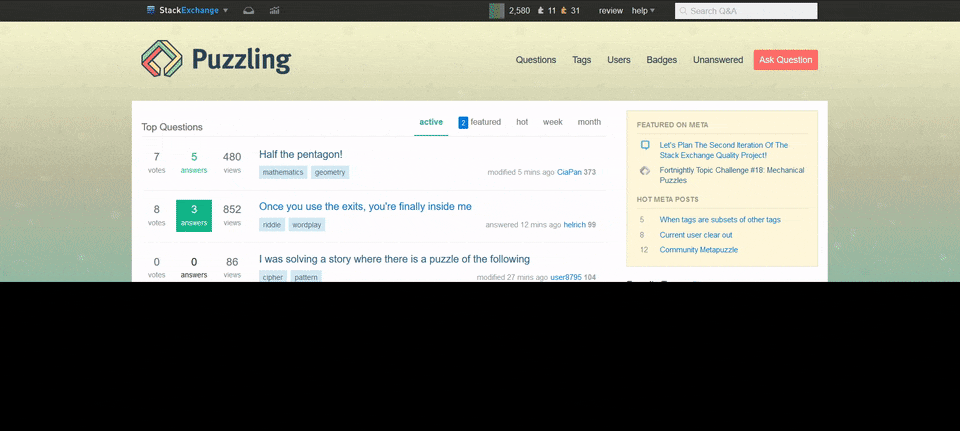 StackExchange 2,580 11 31 review help Search Q&A
Puzzling Questions Tags Users Badges Unanswered Ask Question
Top Questions active 2 featured hot week month
7 votes 5 answers 480 views
Half the pentagon!
mathematics geometry
modified 5 mins ago CiaPan 373
8 votes 3 answers 852 views
Once you use the exits, you're finally inside me
riddle wordplay
answered 12 mins ago helrich 99
0 votes 0 answers 86 views
I was solving a story where there is a puzzle of the following
cipher pattern
modified 27 mins ago user8795 104
FEATURED ON META
Let's Plan The Second Iteration Of The
Stack Exchange Quality Project!
Fortnightly Topic Challenge #18: Mechanical
Puzzles
HOT META POSTS
5 When tags are subsets of other tags
8 Current user clear out
12 Community Metapuzzle